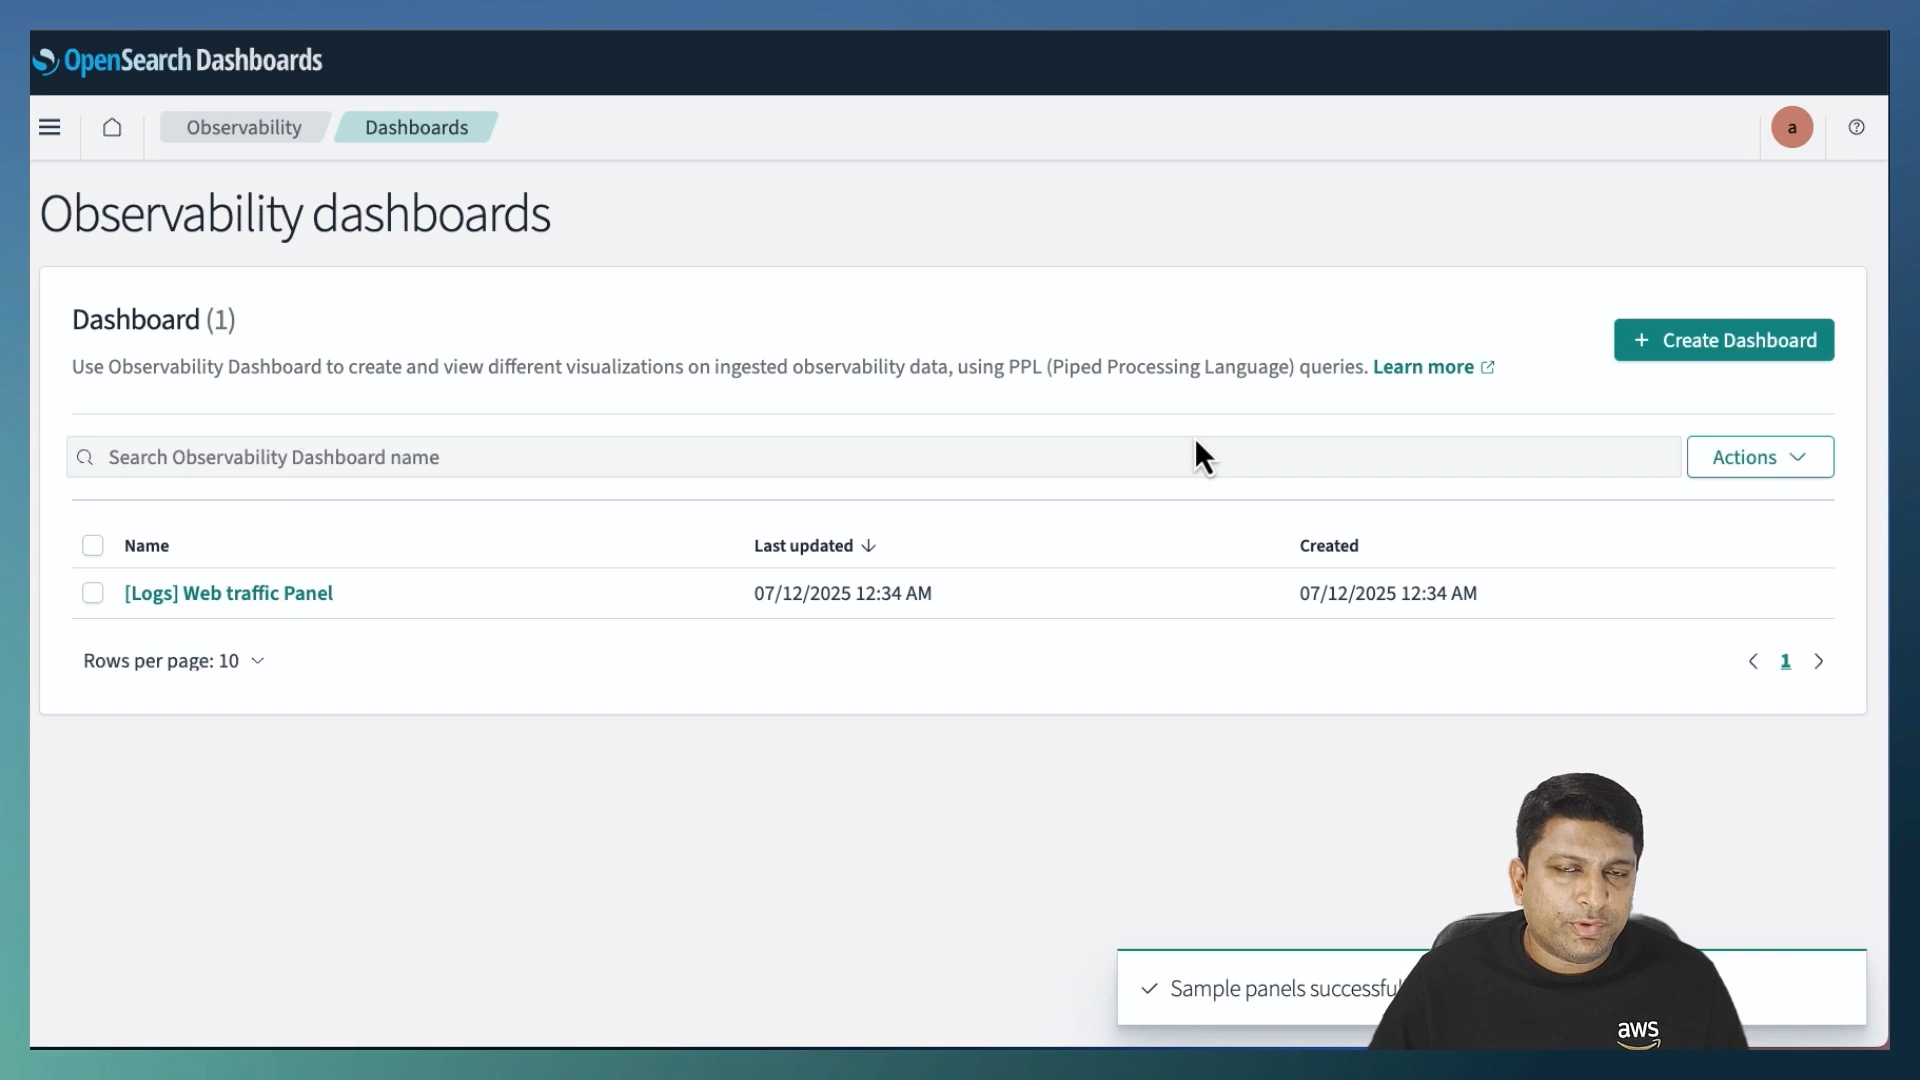 OpenSearch Dashboards
Observability Dashboards
a
Observability dashboards
Dashboard (1)
+ Create Dashboard
Use Observability Dashboard to create and view different visualizations on ingested observability data, using PPL (Piped Processing Language) queries. Learn more
Search Observability Dashboard name
Actions
Name Last updated Created
[Logs] Web traffic Panel 07/12/2025 12:34 AM 07/12/2025 12:34 AM
Rows per page: 10
1
Sample panels
aws